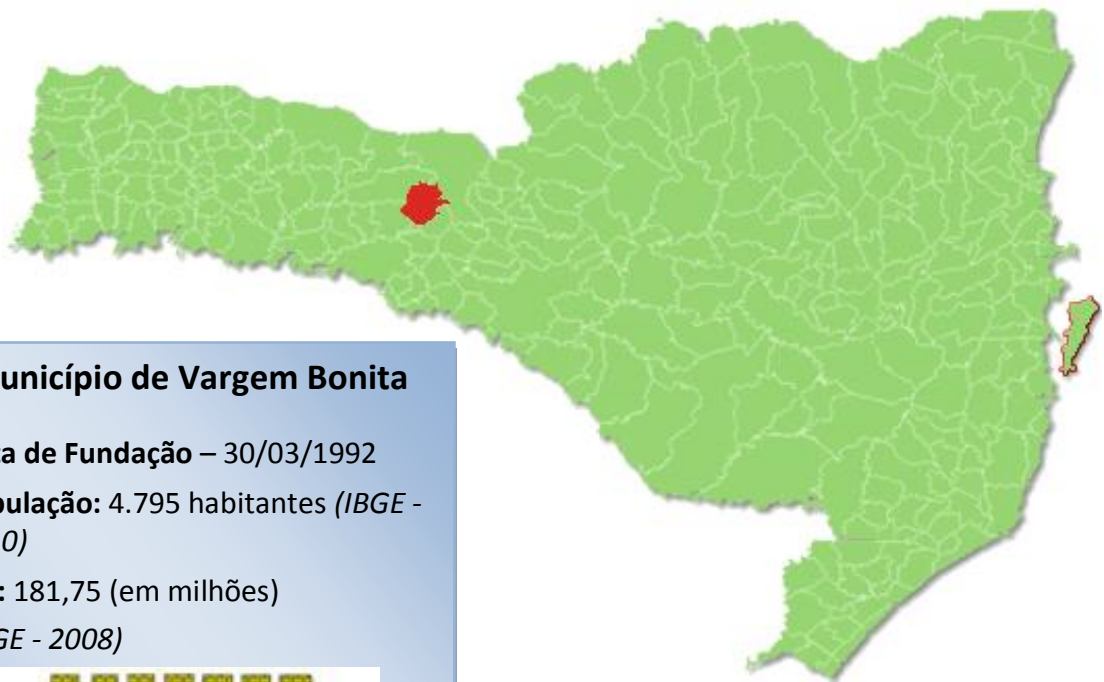 unicípio de Vargem Bonita
a de Fundação – 30/03/1992
pulação: 4.795 habitantes (IBGE -
0)
: 181,75 (em milhões)
GE - 2008)